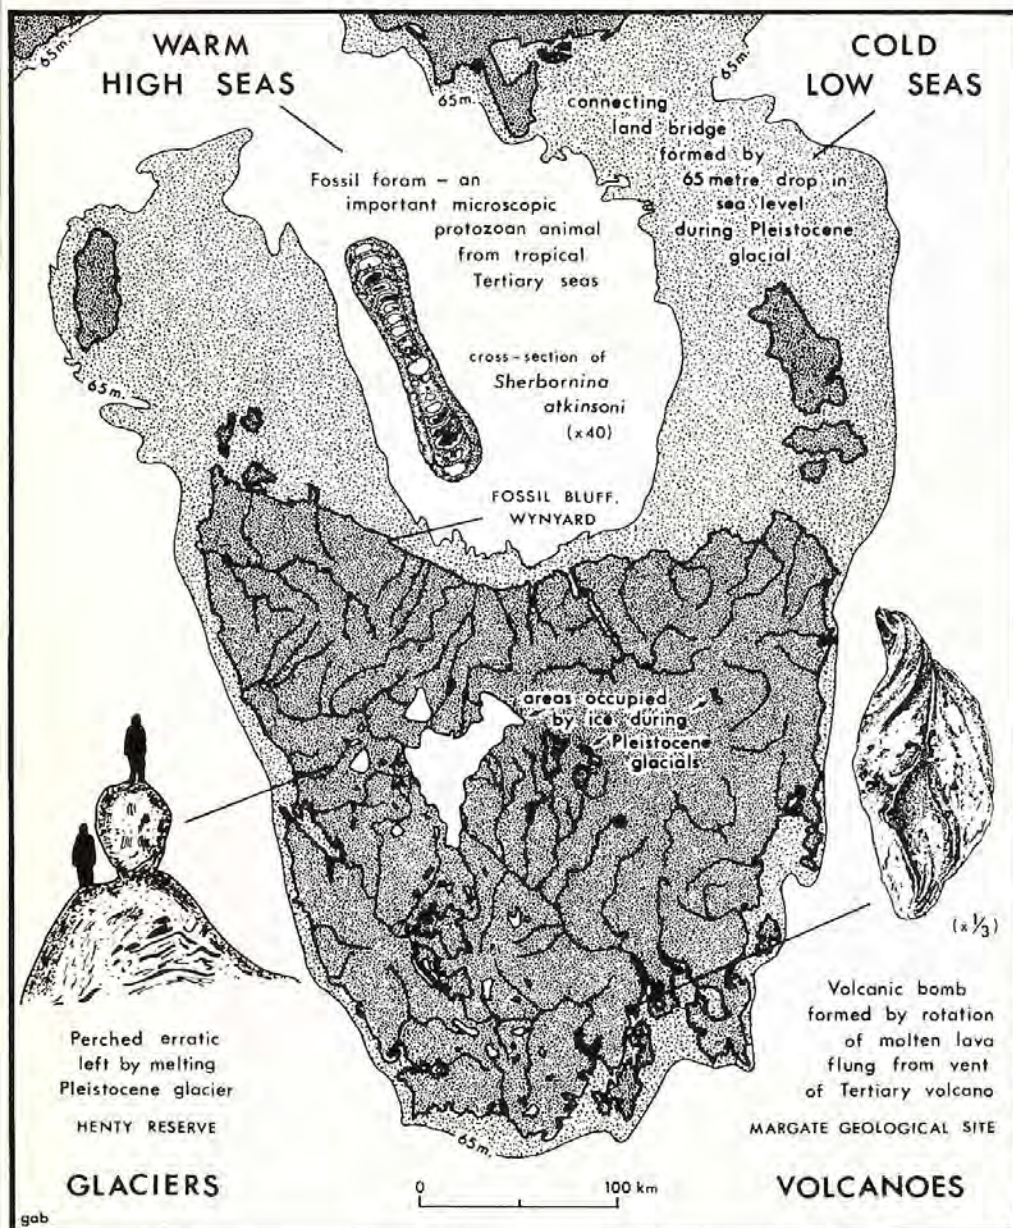 WARM
HIGH SEAS
COLD
LOW SEAS
65m.
65m.
65m.
connecting
land bridge
formed by
65 metre drop in
sea level
during Pleistocene
glacial
Fossil foram – an
important microscopic
protozoan animal
from tropical
Tertiary seas
cross-section of
Sherbornina
atkinsoni
(x40)
65m.
FOSSIL BLUFF,
WYNYARD
areas occupied
by ice during
Pleistocene
glacials
(x 1/3)
Perched erratic
left by melting
Pleistocene glacier
HENTY RESERVE
GLACIERS
Volcanic bomb
formed by rotation
of molten lava
flung from vent
of Tertiary volcano
MARGATE GEOLOGICAL SITE
VOLCANOES
65m.
0 100 km
gab